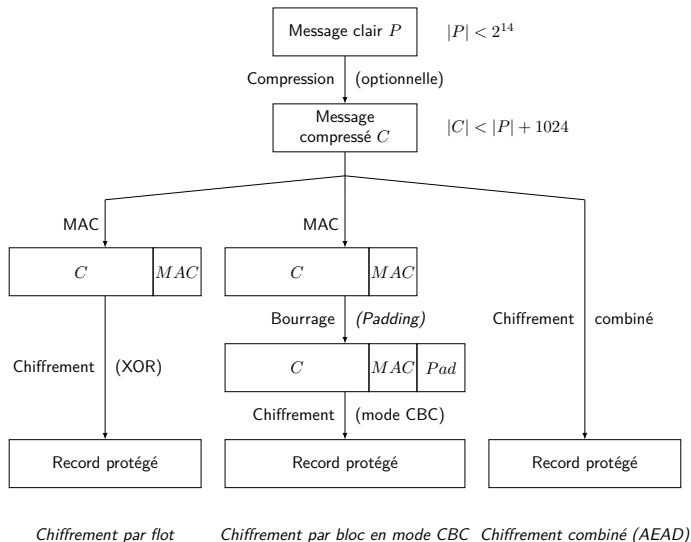 Message clair P |P| < 2^14
Compression (optionnelle)
Message
compressé C
|C| < |P| + 1024
MAC MAC
C MAC C MAC
Bourrage (Padding)
Chiffrement combiné
C MAC Pad
Chiffrement (XOR)
Chiffrement (mode CBC)
Record protégé Record protégé Record protégé
Chiffrement par flot Chiffrement par bloc en mode CBC Chiffrement combiné (AEAD)